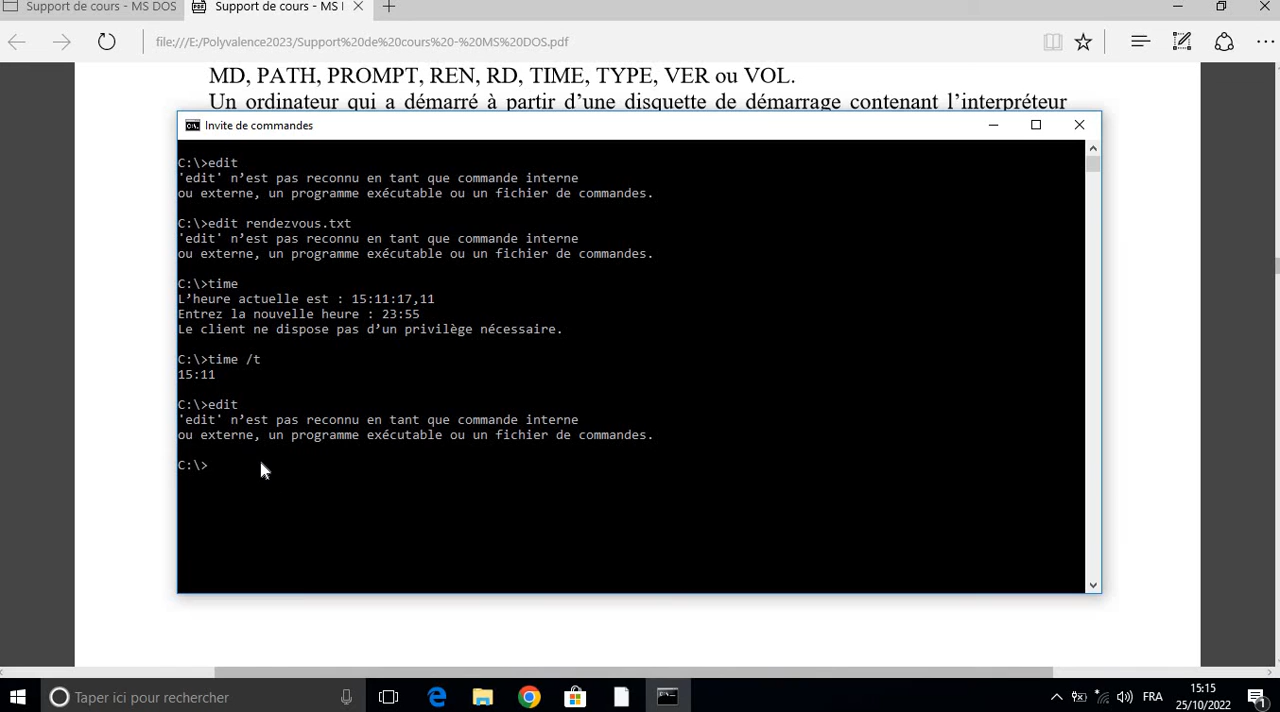 Support de cours - MS DOS
Support de cours - MS
file:///E:/Polyvalence2023/Support%20de%20cours%20-%20MS%20DOS.pdf
MD, PATH, PROMPT, REN, RD, TIME, TYPE, VER ou VOL.
Un ordinateur qui a démarré à partir d’une disquette de démarrage contenant l’interpréteur
Invite de commandes
C:\>edit
'edit' n’est pas reconnu en tant que commande interne
ou externe, un programme exécutable ou un fichier de commandes.
C:\>edit rendezvous.txt
'edit' n’est pas reconnu en tant que commande interne
ou externe, un programme exécutable ou un fichier de commandes.
C:\>time
L’heure actuelle est : 15:11:17,11
Entrez la nouvelle heure : 23:55
Le client ne dispose pas d’un privilège nécessaire.
C:\>time /t
15:11
C:\>edit
'edit' n’est pas reconnu en tant que commande interne
ou externe, un programme exécutable ou un fichier de commandes.
C:\>
Taper ici pour rechercher
FRA
15:15
25/10/2022
1